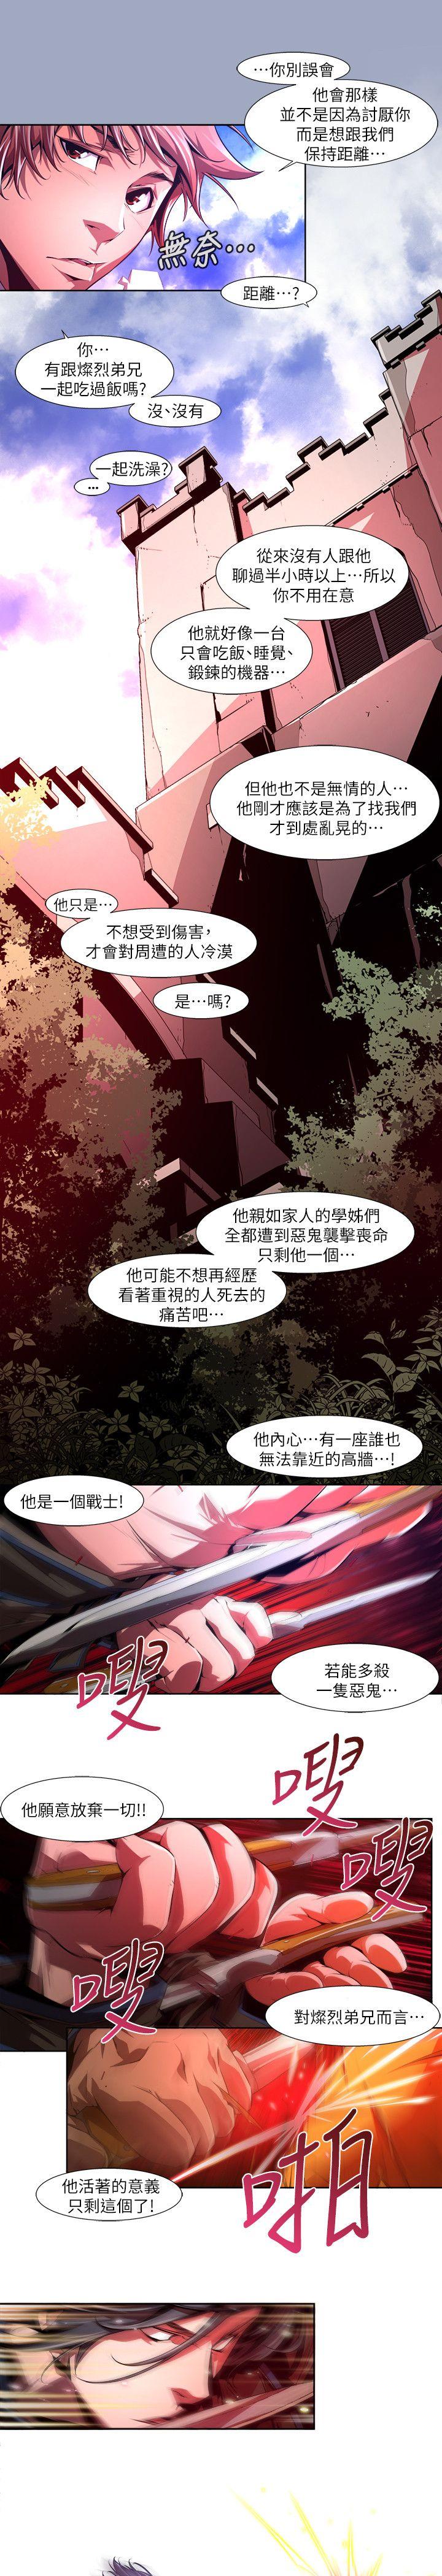 ⋯你別誤會
他會那樣
並不是因為討厭你
而是想跟我們
保持距離⋯
無奈⋯
距離⋯?
你⋯
有跟燦烈弟兄
一起吃過飯嗎?
沒、沒有
一起洗澡?
⋯
從來沒有人跟他
聊過半小時以上⋯所以
你不用在意
他就好像一台
只會吃飯、睡覺、
鍛鍊的機器⋯
但他也不是無情的人⋯
他剛才應該是為了找我們
才到處亂晃的⋯
他只是⋯
不想受到傷害，
才會對周遭的人冷漠
是⋯嗎?
他親如家人的學姊們
全都遭到惡鬼襲擊喪命
只剩他一個⋯
他可能不想再經歷
看著重視的人死去的
痛苦吧⋯
他內心⋯有一座誰也
無法靠近的高牆⋯!
他是一個戰士!
嗖
若能多殺
一隻惡鬼⋯
嗖
他願意放棄一切!!
嗖
嗖
對燦烈弟兄而言⋯
啪
他活著的意義
只剩這個了!